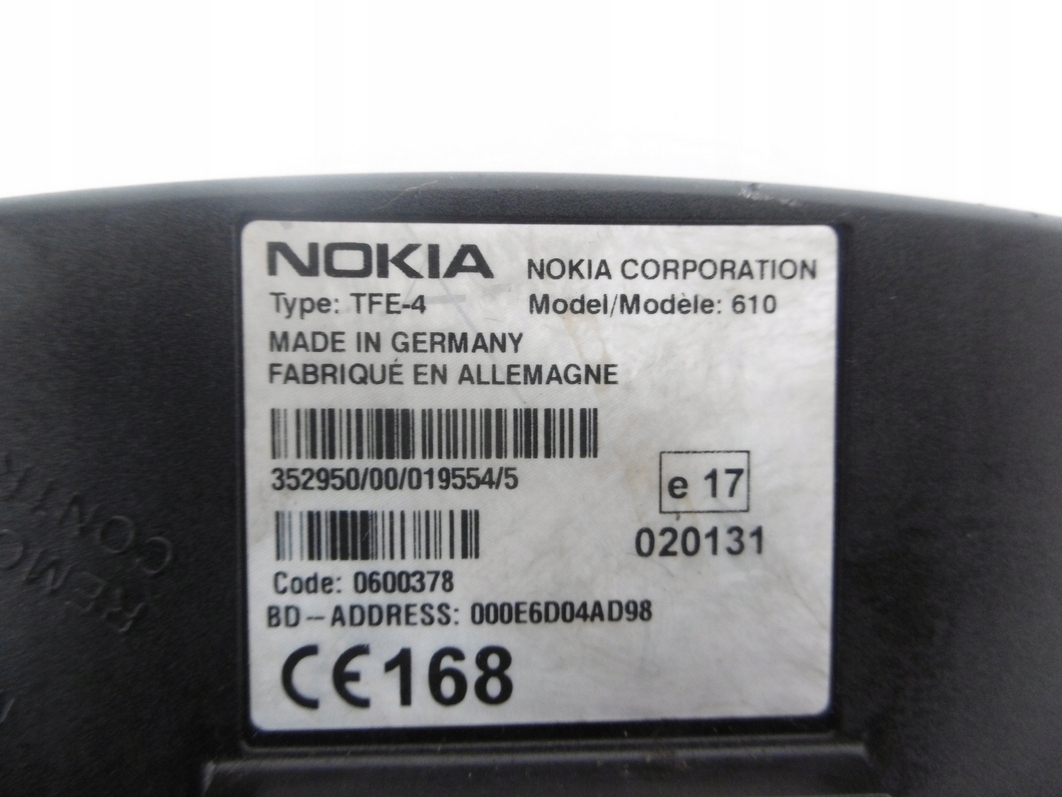 NOKIA NOKIA CORPORATION
Type: TFE-4 Model/Modèle: 610
MADE IN GERMANY
FABRIQUÉ EN ALLEMAGNE
352950/00/019554/5
e 17
020131
Code: 0600378
BD-ADDRESS: 000E6D04AD98
CE168